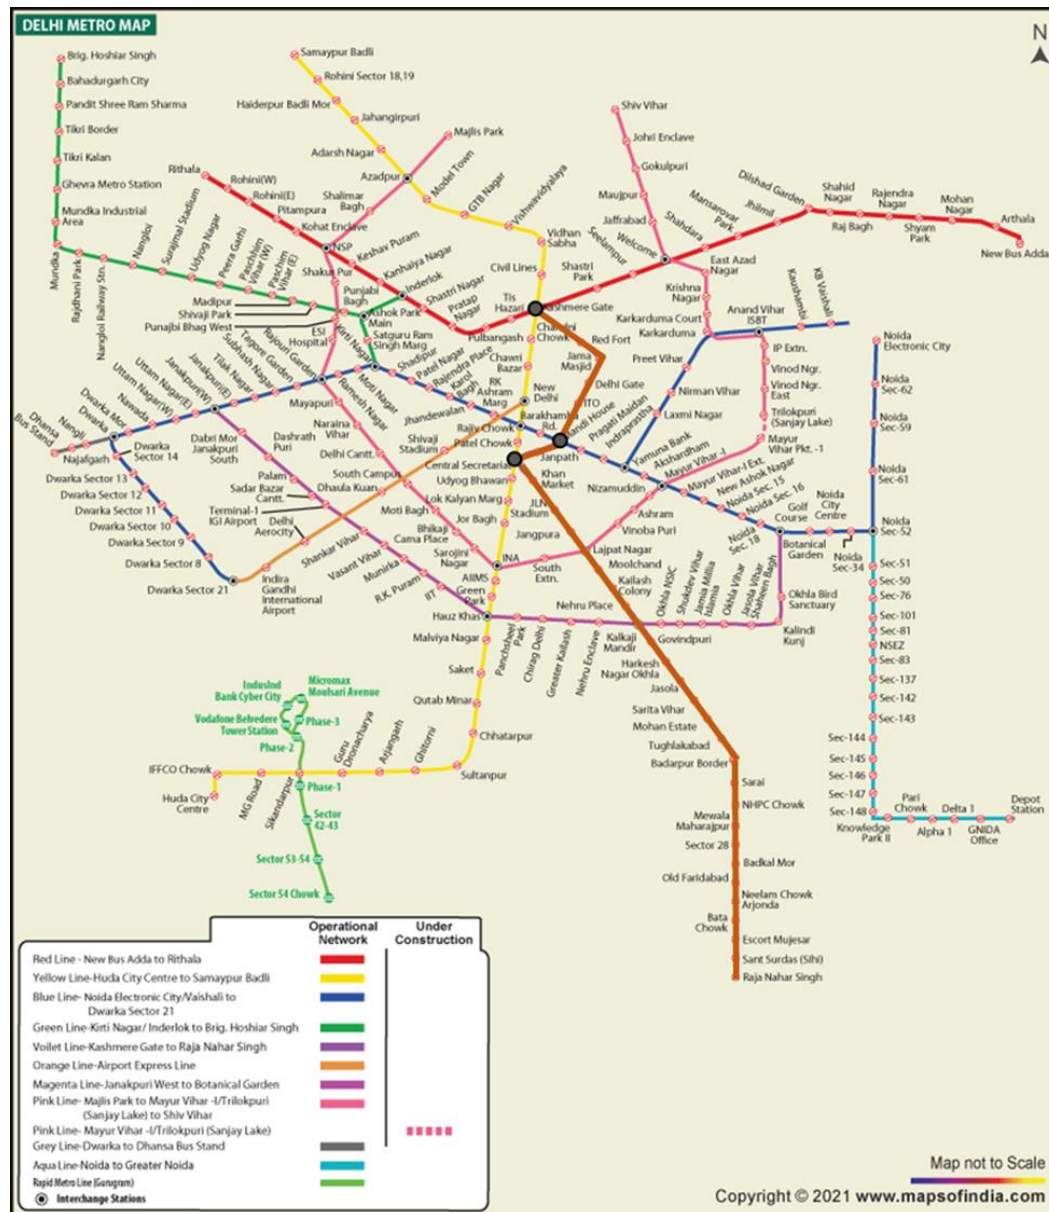 DELHI METRO MAP
N
Brig. Hoshiar Singh
Bahadurgarh City
Pandit Shree Ram Sharma
Tikri Border
Tikri Kalan
Ghevra Metro Station
Mundka Industrial
Area
Mundka
Rajdhani Park
Nangloi Railway Stn.
Nangloi
Surajmal Stadium
Udyog Nagar
Peera Garhi
Paschim
Vihar (W)
Paschim
Vihar (E)
Madipur
Shivaji Park
Punajbi Bhag West
ESI
Hospital
Punjabi
Bagh
Ashok Park
Main
Satguru Ram
Singh Marg
Kirti Nagar
Inderlok
Samaypur Badli
Rohini Sector 18,19
Haiderpur Badli Mor
Jahangirpuri
Adarsh Nagar
Azadpur
Majlis Park
Model Town
GTB Nagar
Vishwavidyalaya
Vidhan
Sabha
Civil Lines
Shalimar
Bagh
Rithala
Rohini(W)
Rohini(E)
Pitampura
Kohat Enclave
NSP
Shakur Pur
Keshav Puram
Kanhaiya Nagar
Shastri Nagar
Pratap
Nagar
Pulbangash
Tis
Hazari
Kashmere Gate
Shastri
Park
Seelampur
Welcome
Shahdara
Mansarovar
Park
Jhilmil
Dilshad Garden
Shahid
Nagar
Raj Bagh
Rajendra
Nagar
Shyam
Park
Mohan
Nagar
Arthala
New Bus Adda
Shiv Vihar
Johri Enclave
Gokulpuri
Maujpur
Jaffrabad
East Azad
Nagar
Krishna
Nagar
Karkarduma Court
Karkarduma
Anand Vihar
ISBT
Kaushambi
KB Vaishali
IP Extn.
Vinod Ngr.
Vinod Ngr.
East
Trilokpuri
(Sanjay Lake)
Mayur
Vihar Pkt. -1
Preet Vihar
Nirman Vihar
Laxmi Nagar
Yamuna Bank
Akshardham
Mayur Vihar -I
Mayur Vihar-I Ext.
New Ashok Nagar
Noida Sec. 15
Noida Sec. 16
Noida
Sec. 18
Golf
Course
Botanical
Garden
Noida
City
Centre
Noida
Sec-34
Noida
Sec-52
Noida
Sec-61
Noida
Sec-59
Noida
Sec-62
Noida
Electronic City
Chandni
Chowk
Chawri
Bazar
New
Delhi
Red Fort
Jama
Masjid
Delhi Gate
ITO
Mandi House
Pragati Maidan
Indraprastha
Barakhamba
Rd.
Rajiv Chowk
Patel Chowk
Central Secretariat
Janpath
Khan
Market
Udyog Bhawan
JLN
Stadium
Lok Kalyan Marg
Jangpura
Jor Bagh
Lajpat Nagar
Nizamuddin
Ashram
Vinoba Puri
South
Extn.
INA
AIIMS
Green
Park
Hauz Khas
Malviya Nagar
Saket
Qutab Minar
Chhatarpur
Sultanpur
Ghitorni
Arjangarh
Guru
Dronacharya
Sikandarpur
MG Road
IFFCO Chowk
Huda City
Centre
RK
Ashram
Marg
Jhandewalan
Karol
Bagh
Rajendra Place
Patel Nagar
Shadipur
Moti Nagar
Ramesh Nagar
Rajouri Garden
Tagore Garden
Subhash Nagar
Tilak Nagar
Janakpuri(E)
Janakpuri(W)
Uttam Nagar(E)
Uttam Nagar(W)
Nawada
Dwarka Mor
Dwarka
Nangli
Dhansa
Bus Stand
Najafgarh
Dwarka
Sector 14
Dwarka Sector 13
Dwarka Sector 12
Dwarka Sector 11
Dwarka Sector 10
Dwarka Sector 9
Dwarka Sector 8
Dwarka Sector 21
Indira
Gandhi
International
Airport
Delhi
Aerocity
Dhaula Kuan
Shivaji
Stadium
Mayapuri
Naraina
Vihar
Delhi Cantt.
South Campus
Moti Bagh
Bhikaji
Cama Place
Sarojini
Nagar
Dabri Mor
Janakpuri
South
Dashrath
Puri
Palam
Sadar Bazar
Cantt.
Terminal-1
IGI Airport
Shankar Vihar
Vasant Vihar
Munirka
R.K. Puram
IIT
Panchsheel
Park
Chirag Delhi
Greater Kailash
Nehru Enclave
Nehru Place
Moolchand
Kailash
Colony
Kalkaji
Mandir
Govindpuri
Okhla NSIC
Shukdev Vihar
Jamia Millia
Islamia
Okhla Vihar
Jasola Vihar
Shaheen Bagh
Okhla Bird
Sanctuary
Kalindi
Kunj
Harkesh
Nagar Okhla
Jasola
Sarita Vihar
Mohan Estate
Tughlakabad
Badarpur Border
Sarai
NHPC Chowk
Mewala
Maharajpur
Sector 28
Badkal Mor
Old Faridabad
Neelam Chowk
Arjonda
Bata
Chowk
Escort Mujesar
Sant Surdas (Sihi)
Raja Nahar Singh
Sec-51
Sec-50
Sec-76
Sec-101
Sec-81
NSEZ
Sec-83
Sec-137
Sec-142
Sec-143
Sec-144
Sec-145
Sec-146
Sec-147
Sec-148
Knowledge
Park II
Pari
Chowk
Alpha 1
Delta 1
GNIDA
Office
Depot
Station
IndusInd
Bank Cyber City
Micromax
Moulsari Avenue
Vodafone Belvedere
Tower Station
Phase-3
Phase-2
Phase-1
Sector
42-43
Sector 53-54
Sector 54 Chowk
Operational
Network
Under
Construction
Red Line - New Bus Adda to Rithala
Yellow Line-Huda City Centre to Samaypur Badli
Blue Line- Noida Electronic City/Vaishali to
Dwarka Sector 21
Green Line-Kirti Nagar/ Inderlok to Brig. Hoshiar Singh
Voilet Line-Kashmere Gate to Raja Nahar Singh
Orange Line-Airport Express Line
Magenta Line-Janakpuri West to Botanical Garden
Pink Line- Majlis Park to Mayur Vihar -I/Trilokpuri
(Sanjay Lake) to Shiv Vihar
Pink Line- Mayur Vihar -I/Trilokpuri (Sanjay Lake)
Grey Line-Dwarka to Dhansa Bus Stand
Aqua Line-Noida to Greater Noida
Rapid Metro Line (Gurugram)
Interchange Stations
Map not to Scale
Copyright © 2021 www.mapsofindia.com